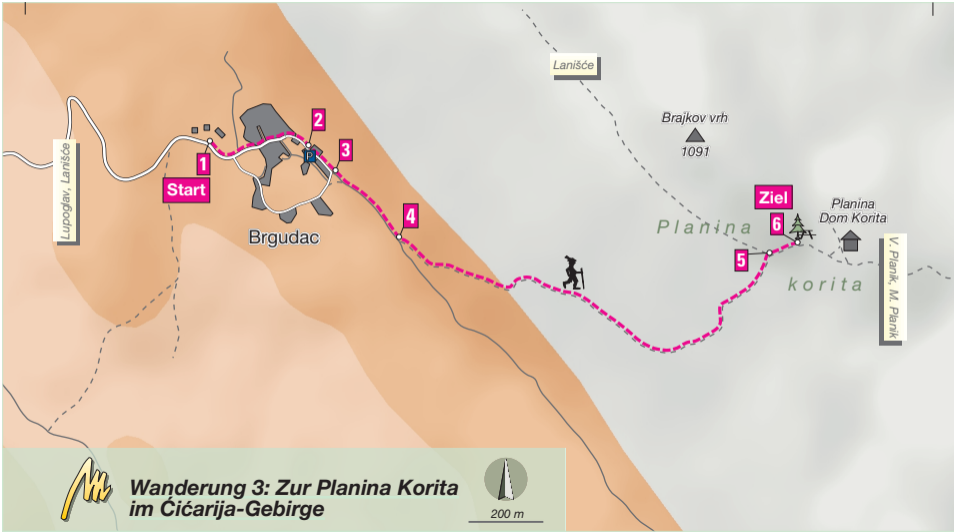 Lanišće
Brajkov vrh
1091
Lupoglav, Lanišće
1
Start
2
P
3
4
Brgudac
Planina
korita
Ziel
6
5
Planina
Dom Korita
V. Planik, M. Planik
Wanderung 3: Zur Planina Korita
im Ćićarija-Gebirge
200 m